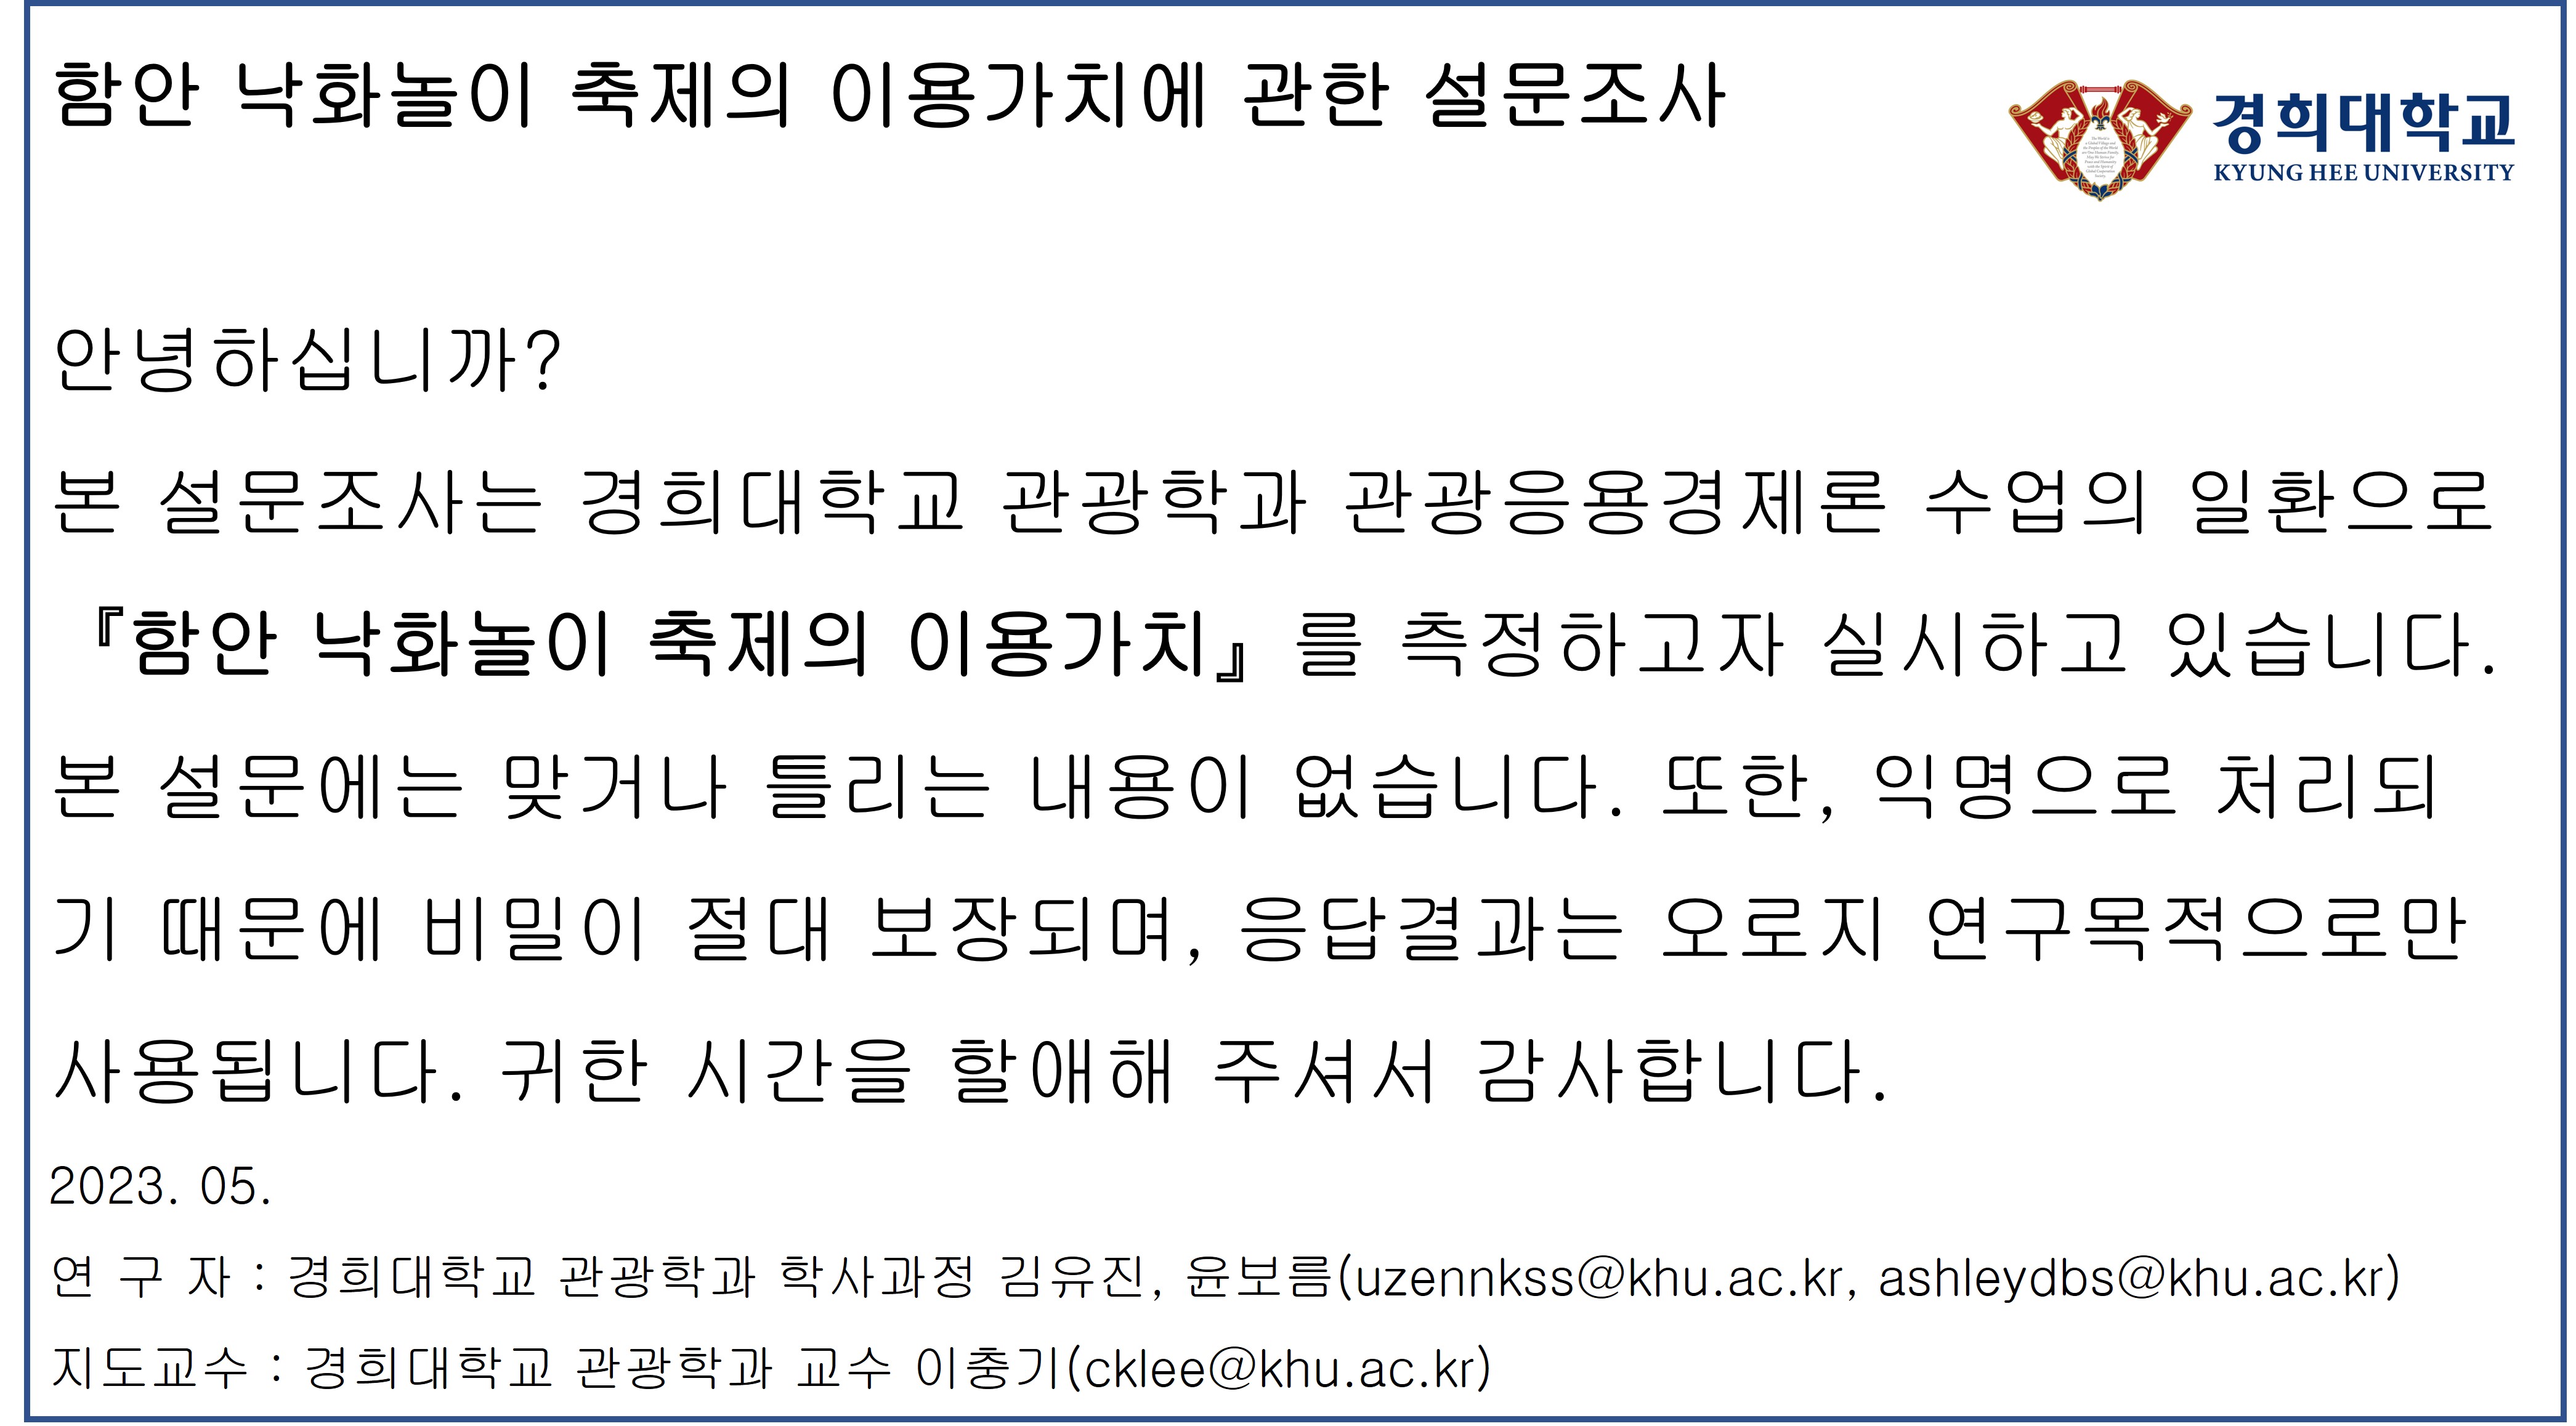 함안 낙화놀이 축제의 이용가치에 관한 설문조사
경희대학교
KYUNG HEE UNIVERSITY
안녕하십니까?
본 설문조사는 경희대학교 관광학과 관광응용경제론 수업의 일환으로
『함안 낙화놀이 축제의 이용가치』를 측정하고자 실시하고 있습니다.
본 설문에는 맞거나 틀리는 내용이 없습니다. 또한, 익명으로 처리되
기 때문에 비밀이 절대 보장되며, 응답결과는 오로지 연구목적으로만
사용됩니다. 귀한 시간을 할애해 주셔서 감사합니다.
2023. 05.
연 구 자 : 경희대학교 관광학과 학사과정 김유진, 윤보름(uzennkss@khu.ac.kr, ashleydbs@khu.ac.kr)
지도교수 : 경희대학교 관광학과 교수 이충기(cklee@khu.ac.kr)